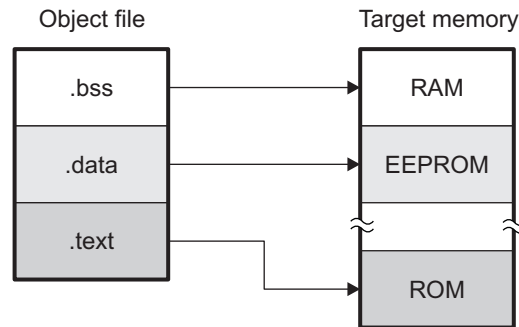 Object file
Target memory
.bss
RAM
.data
EEPROM
.text
ROM